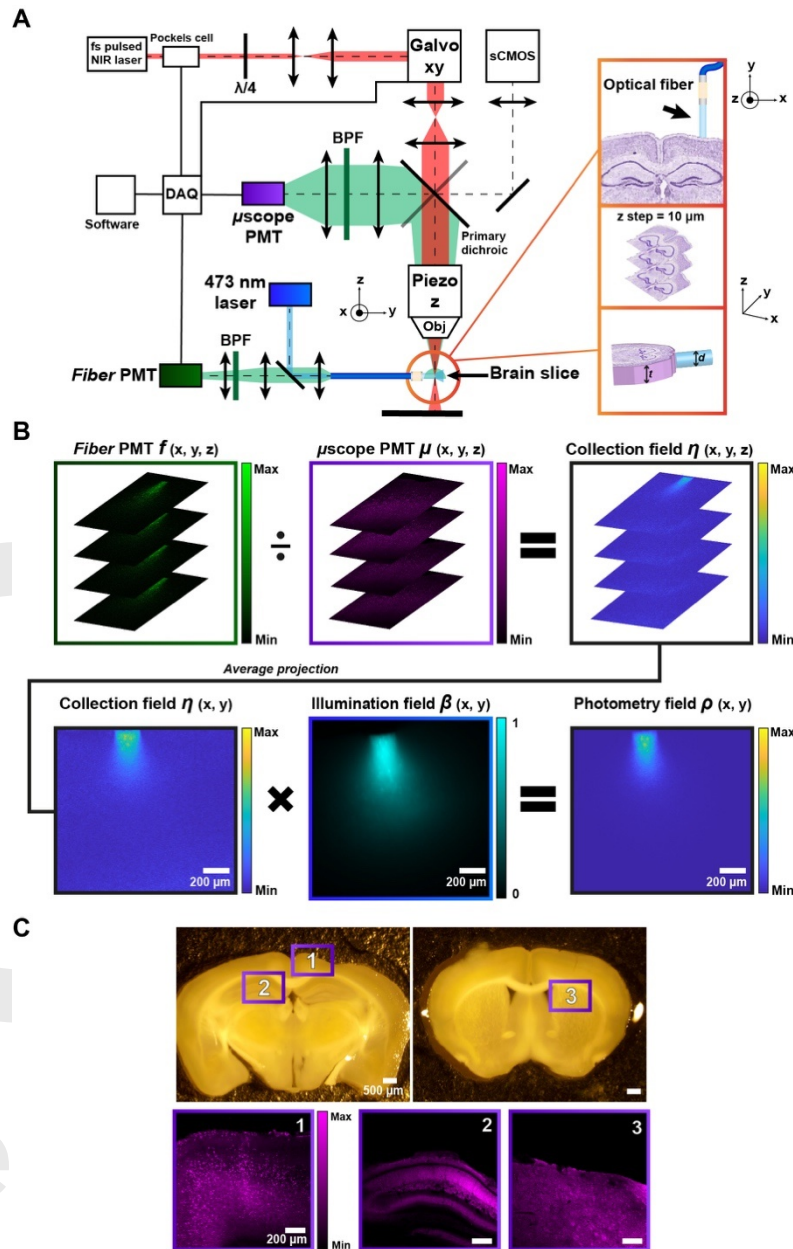 A
fs pulsed
NIR laser
Pockels cell
λ/4
Galvo
xy
sCMOS
Optical fiber
y
z
x
BPF
DAQ
Software
μscope
PMT
Primary
dichroic
z step = 10 μm
473 nm
laser
z
x
y
Piezo
z
Obj
z
y
x
BPF
Fiber PMT
Brain slice
t
d
B
Fiber PMT f (x, y, z)
μscope PMT μ (x, y, z)
Collection field η (x, y, z)
Max
Max
Max
÷
=
Min
Min
Min
Average projection
Collection field η (x, y)
Illumination field β (x, y)
Photometry field ρ (x, y)
Max
1
Max
×
=
200 μm
200 μm
200 μm
Min
0
Min
C
1
2
3
500 μm
1
Max
2
3
200 μm
Min